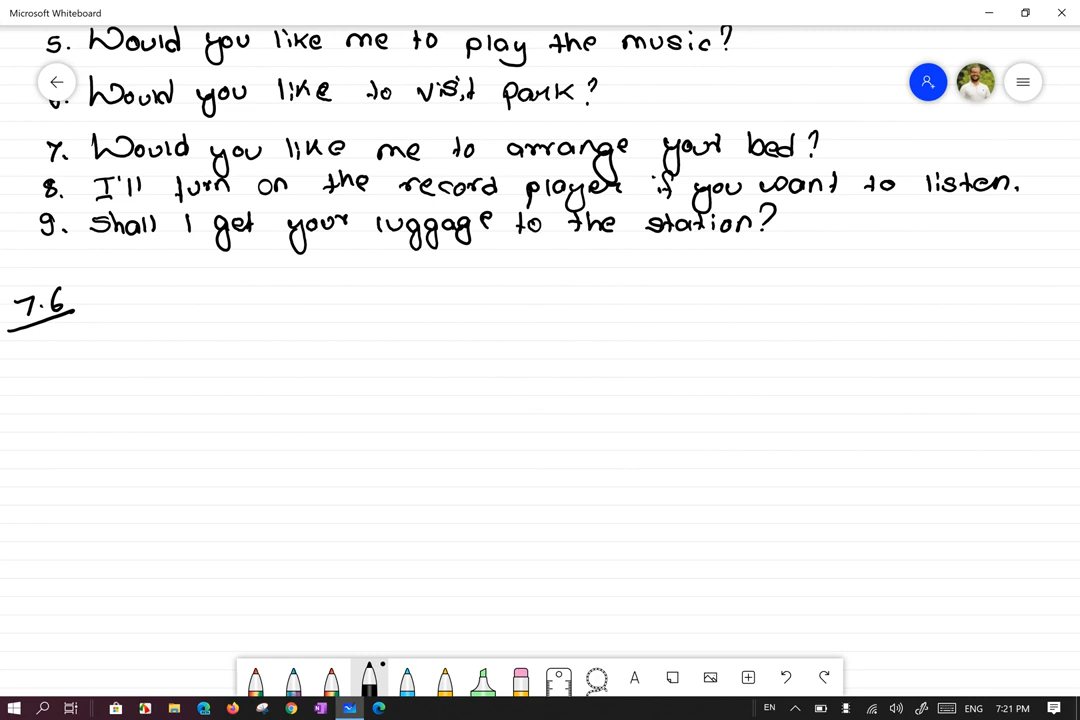 Microsoft Whiteboard
5. Would you like me to play the music?
6. Would you like to visit park?
7. Would you like me to arrange your bed?
8. I'll turn on the record player if you want to listen.
9. Shall I get your luggage to the station?
7.6
A
EN
ENG
7:21 PM